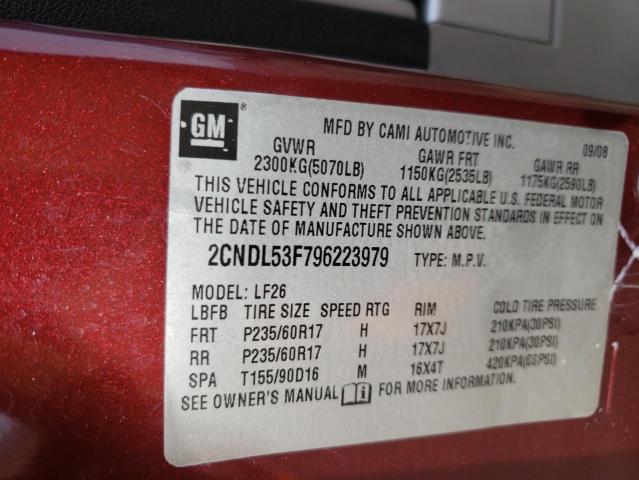 GM ®
MFD BY CAMI AUTOMOTIVE INC. 09/08
GVWR GAWR FRT GAWR RR
2300KG(5070LB) 1150KG(2535LB) 1175KG(2590LB)
THIS VEHICLE CONFORMS TO ALL APPLICABLE U.S. FEDERAL MOTOR
VEHICLE SAFETY AND THEFT PREVENTION STANDARDS IN EFFECT ON
THE DATE OF MANUFACTURE SHOWN ABOVE.
2CNDL53F796223979 TYPE: M.P.V.
MODEL: LF26
LBFB TIRE SIZE SPEED RTG RIM COLD TIRE PRESSURE
FRT P235/60R17 H 17X7J 210KPA(30PSI)
RR P235/60R17 H 17X7J 210KPA(30PSI)
SPA T155/90D16 M 16X4T 420KPA(60PSI)
SEE OWNER'S MANUAL FOR MORE INFORMATION.